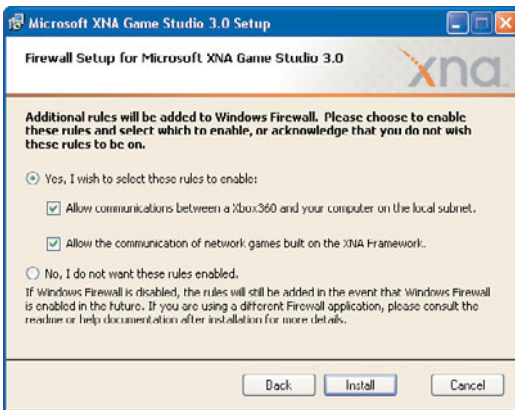 Microsoft XNA Game Studio 3.0 Setup
Firewall Setup for Microsoft XNA Game Studio 3.0
xna
Additional rules will be added to Windows Firewall. Please choose to enable
these rules and select which to enable, or acknowledge that you do not wish
these rules to be on.
Yes, I wish to select these rules to enable:
Allow communications between a Xbox360 and your computer on the local subnet.
Allow the communication of network games built on the XNA Framework.
No, I do not want these rules enabled.
If Windows Firewall is disabled, the rules will still be added in the event that Windows Firewall
is enabled in the future. If you are using a different Firewall application, please consult the
readme or help documentation after installation for more details.
Back
Install
Cancel